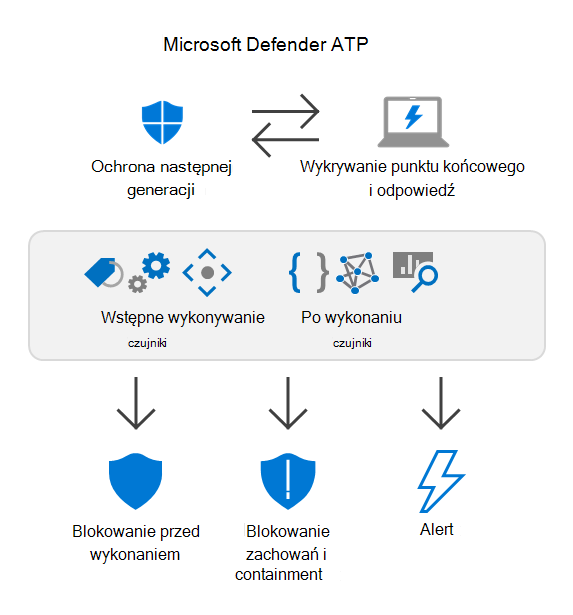 Microsoft Defender ATP
Ochrona następnej
generacji
Wykrywanie punktu końcowego
i odpowiedź
Wstępne wykonywanie
czujniki
Po wykonaniu
czujniki
Blokowanie przed
wykonaniem
Blokowanie
zachowań i
containment
Alert